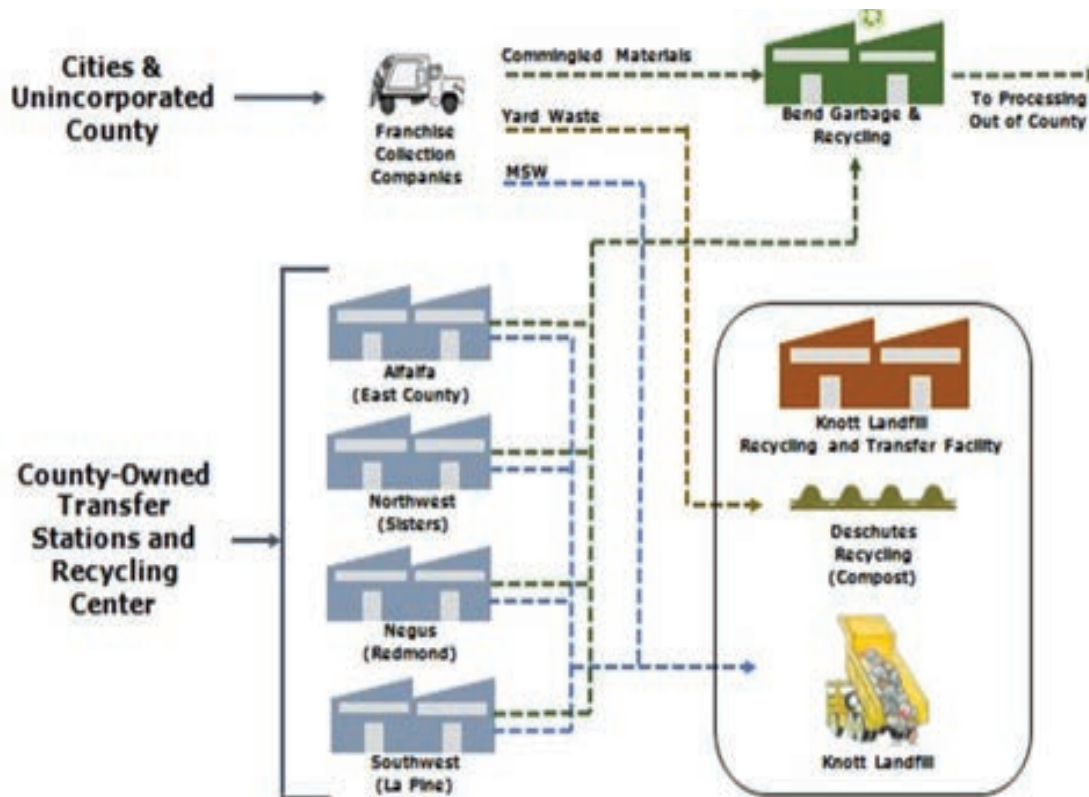 Cities &
Unincorporated
County
Franchise
Collection
Companies
Commingled Materials
Yard Waste
MSW
Bend Garbage &
Recycling
To Processing
Out of County
County-Owned
Transfer
Stations and
Recycling
Center
Alfalfa
(East County)
Northwest
(Sisters)
Negus
(Redmond)
Southwest
(La Pine)
Knott Landfill
Recycling and Transfer Facility
Deschutes
Recycling
(Compost)
Knott Landfill